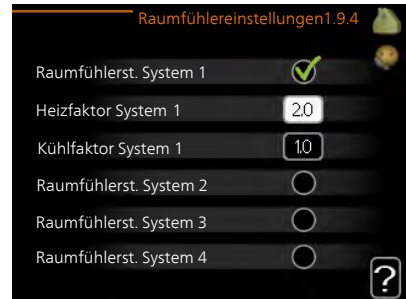 Raumfühlereinstellungen1.9.4
Raumfühlerst. System 1
Heizfaktor System 1 2.0
Kühlfaktor System 1 1.0
Raumfühlerst. System 2
Raumfühlerst. System 3
Raumfühlerst. System 4
?